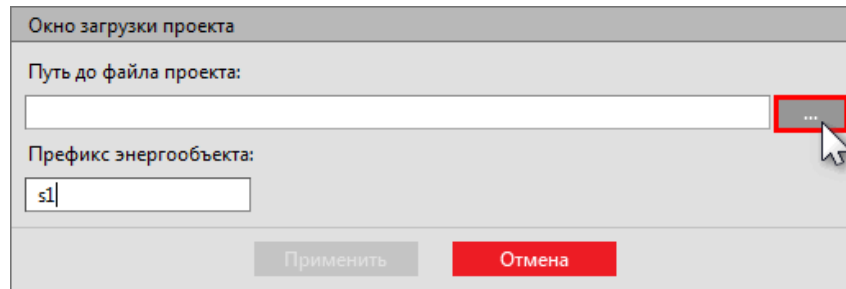 Окно загрузки проекта
Путь до файла проекта:
...
Префикс энергообъекта:
s1
Применить Отмена